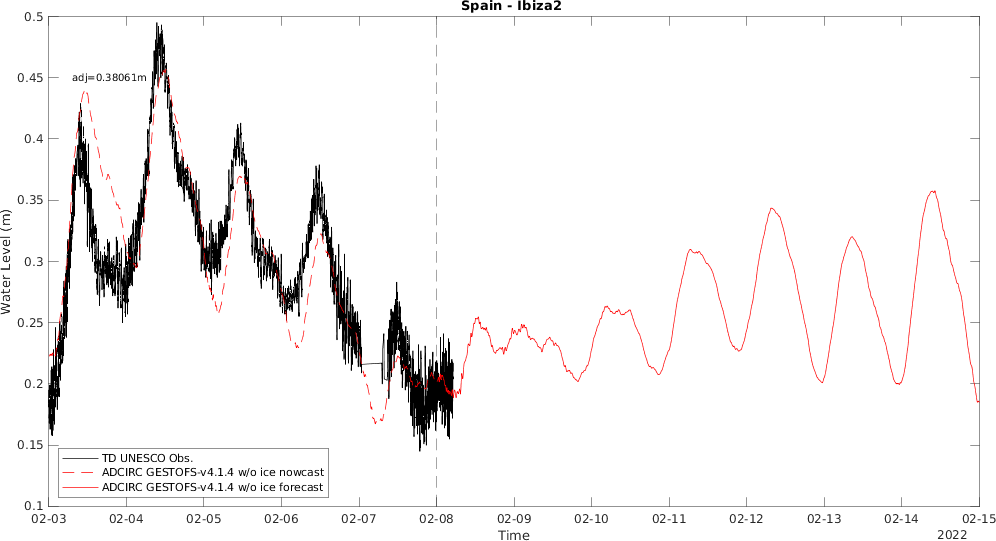 Spain - Ibiza2
0.5
0.45
0.4
0.35
0.3
0.25
0.2
0.15
0.1
Water Level (m)
adj=0.38061m
TD UNESCO Obs.
ADCIRC GESTOFS-v4.1.4 w/o ice nowcast
ADCIRC GESTOFS-v4.1.4 w/o ice forecast
02-03 02-04 02-05 02-06 02-07 02-08 02-09 02-10 02-11 02-12 02-13 02-14 02-15
Time
2022